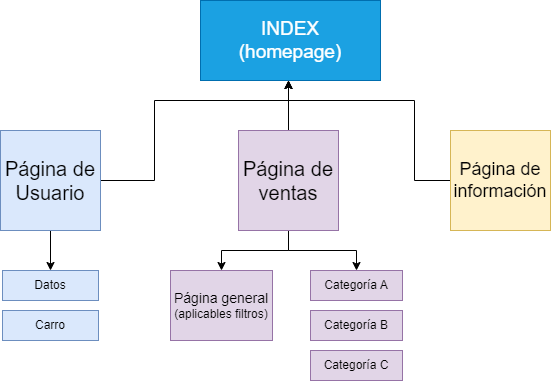 INDEX
(homepage)
Página de
Usuario
Página de
ventas
Página de
información
Datos
Carro
Página general
(aplicables filtros)
Categoría A
Categoría B
Categoría C